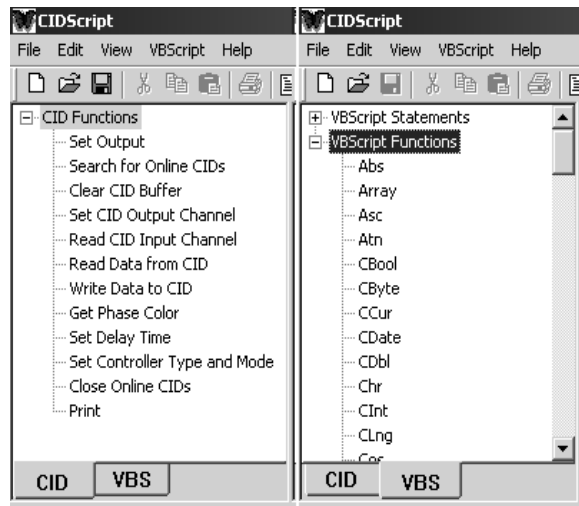 CIDScript
File Edit View VBScript Help
CID Functions
Set Output
Search for Online CIDs
Clear CID Buffer
Set CID Output Channel
Read CID Input Channel
Read Data from CID
Write Data to CID
Get Phase Color
Set Delay Time
Set Controller Type and Mode
Close Online CIDs
Print
CID VBS
CIDScript
File Edit View VBScript Help
VBScript Statements
VBScript Functions
Abs
Array
Asc
Atn
CBool
CByte
CCur
CDate
CDbl
Chr
CInt
CLng
Cos
CID VBS